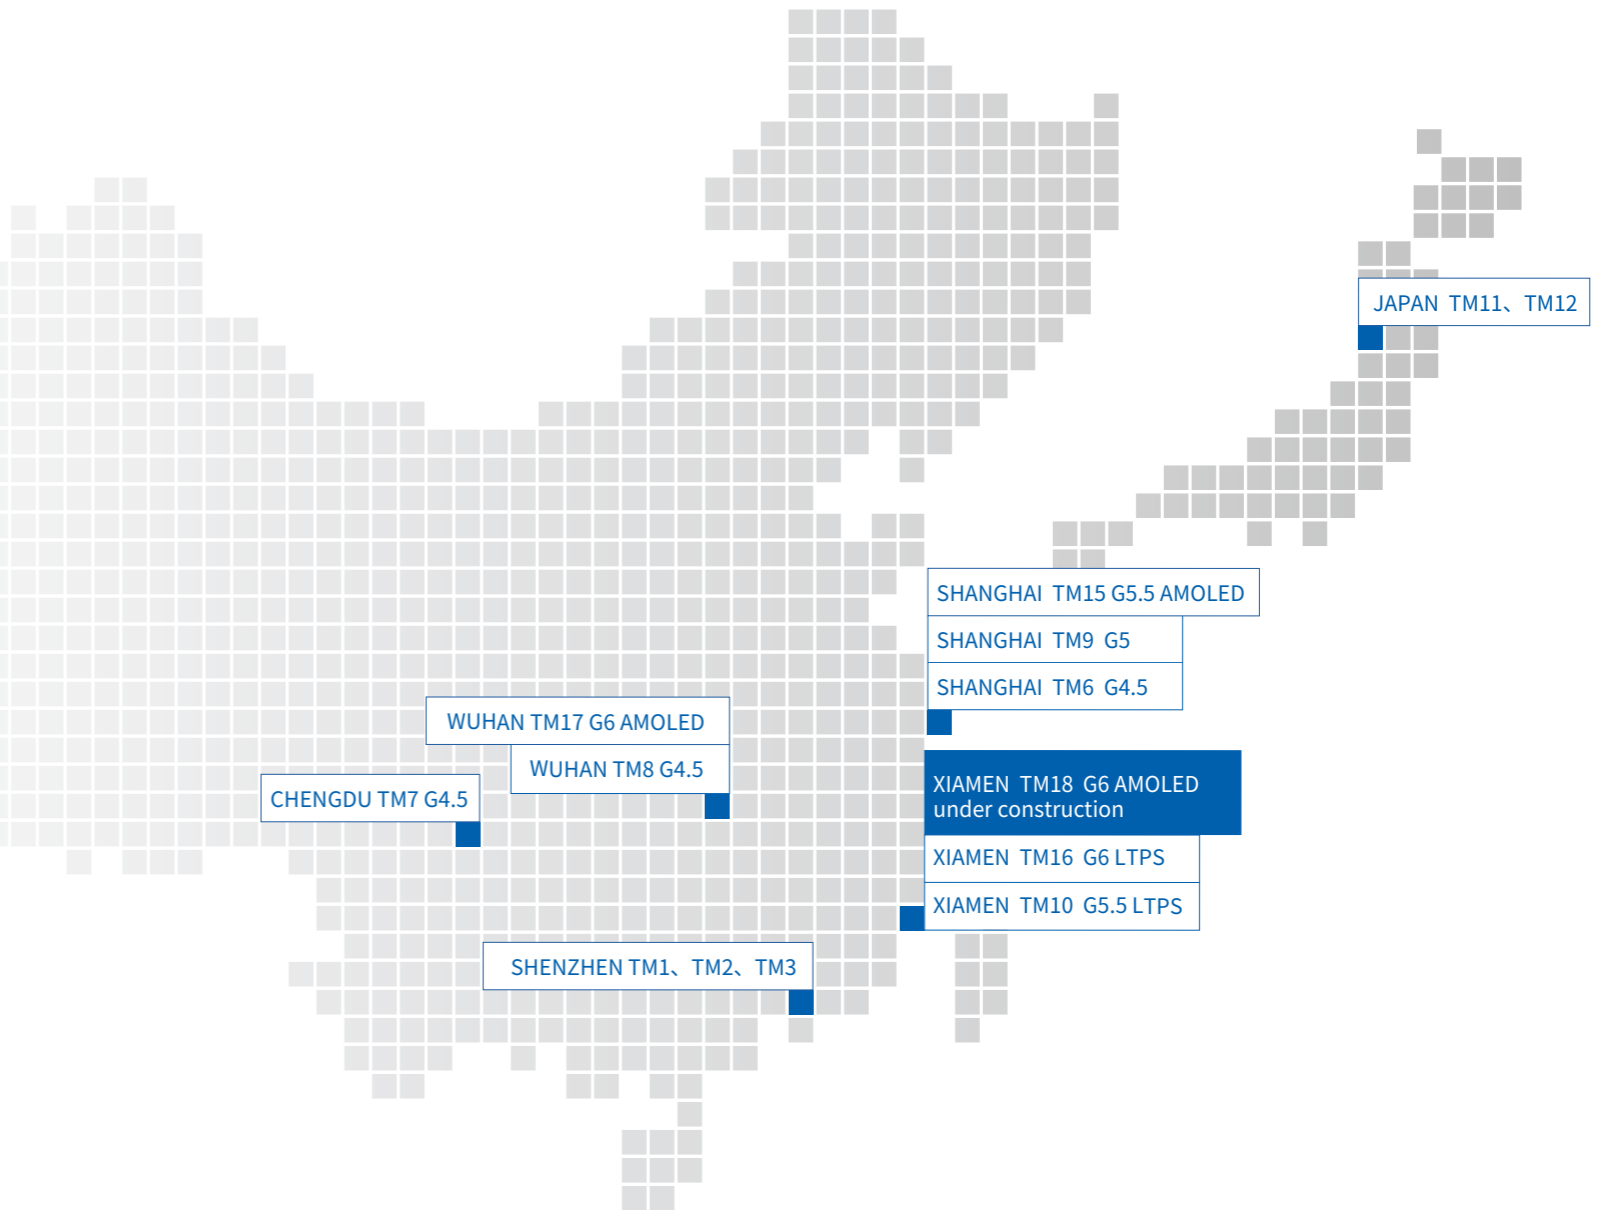 JAPAN TM11、TM12
SHANGHAI TM15 G5.5 AMOLED
SHANGHAI TM9 G5
SHANGHAI TM6 G4.5
WUHAN TM17 G6 AMOLED
WUHAN TM8 G4.5
CHENGDU TM7 G4.5
XIAMEN TM18 G6 AMOLED
under construction
XIAMEN TM16 G6 LTPS
XIAMEN TM10 G5.5 LTPS
SHENZHEN TM1、TM2、TM3